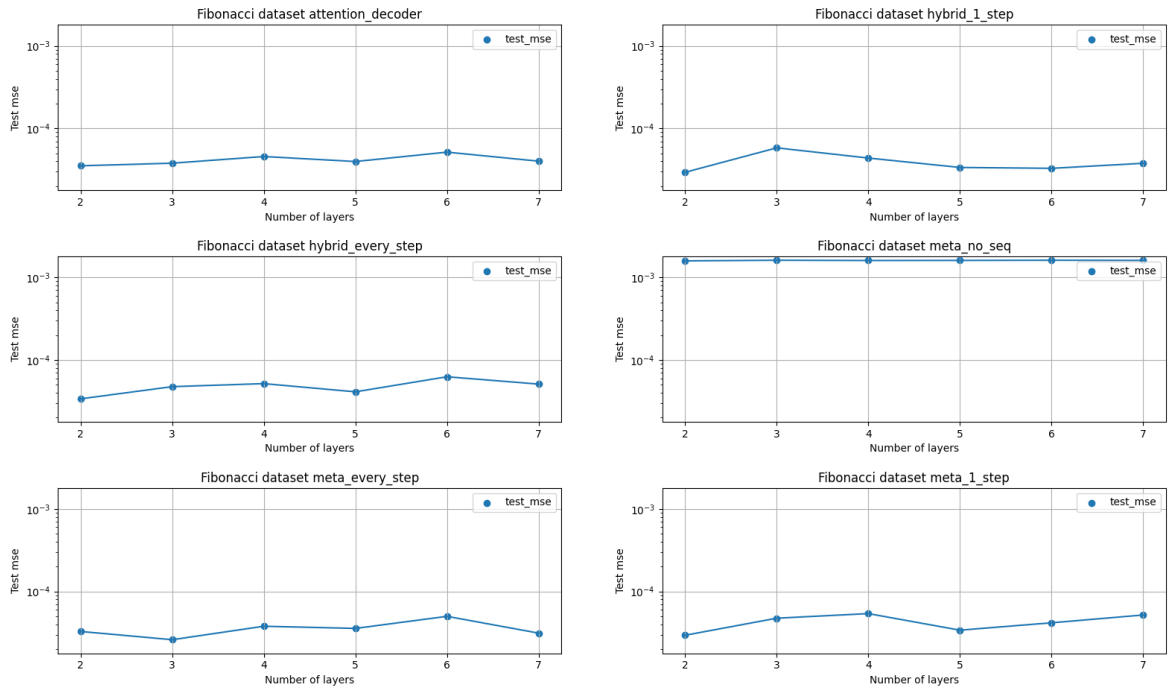 Fibonacci dataset attention_decoder
test_mse
Test mse
10⁻³
10⁻⁴
2 3 4 5 6 7
Number of layers
Fibonacci dataset hybrid_1_step
test_mse
Test mse
10⁻³
10⁻⁴
2 3 4 5 6 7
Number of layers
Fibonacci dataset hybrid_every_step
test_mse
Test mse
10⁻³
10⁻⁴
2 3 4 5 6 7
Number of layers
Fibonacci dataset meta_no_seq
test_mse
Test mse
10⁻³
10⁻⁴
2 3 4 5 6 7
Number of layers
Fibonacci dataset meta_every_step
test_mse
Test mse
10⁻³
10⁻⁴
2 3 4 5 6 7
Number of layers
Fibonacci dataset meta_1_step
test_mse
Test mse
10⁻³
10⁻⁴
2 3 4 5 6 7
Number of layers